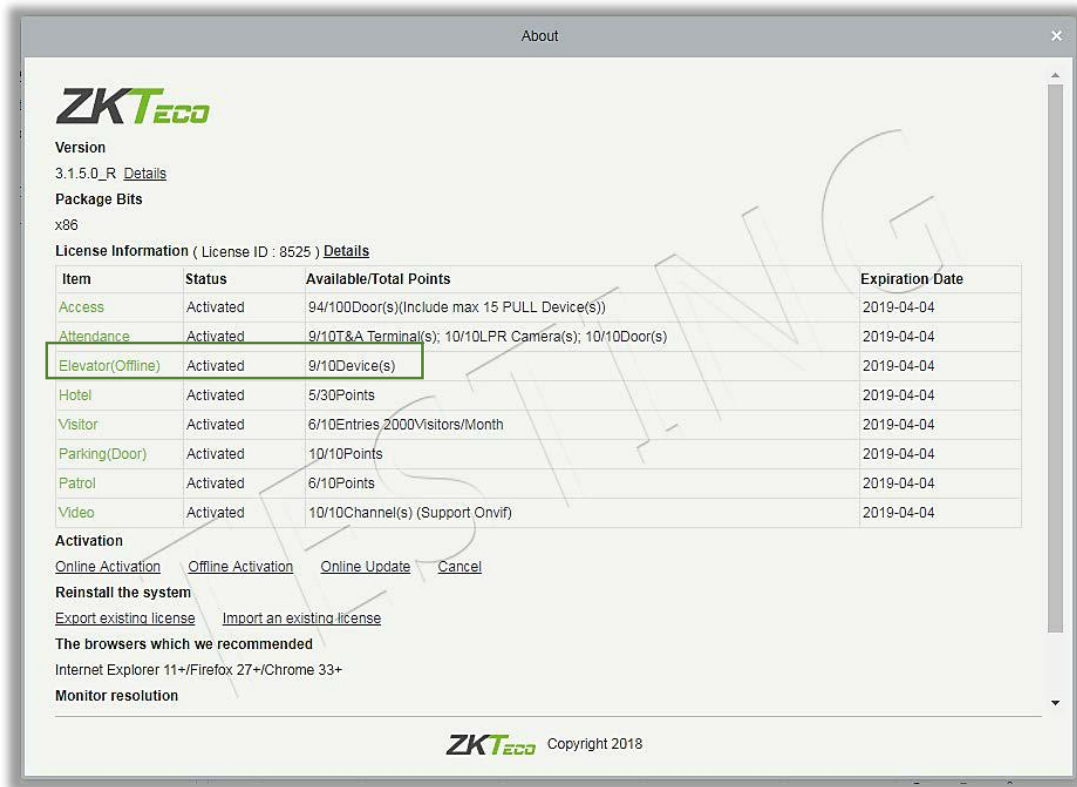 About
ZKTECO
Version
3.1.5.0_R Details
Package Bits
x86
License Information ( License ID : 8525 ) Details
Item Status Available/Total Points Expiration Date
Access Activated 94/100Door(s)(Include max 15 PULL Device(s)) 2019-04-04
Attendance Activated 9/10T&A Terminal(s); 10/10LPR Camera(s); 10/10Door(s) 2019-04-04
Elevator(Offline) Activated 9/10Device(s) 2019-04-04
Hotel Activated 5/30Points 2019-04-04
Visitor Activated 6/10Entries 2000Visitors/Month 2019-04-04
Parking(Door) Activated 10/10Points 2019-04-04
Patrol Activated 6/10Points 2019-04-04
Video Activated 10/10Channel(s) (Support Onvif) 2019-04-04
TESTING
Activation
Online Activation Offline Activation Online Update Cancel
Reinstall the system
Export existing license Import an existing license
The browsers which we recommended
Internet Explorer 11+/Firefox 27+/Chrome 33+
Monitor resolution
ZKTECO Copyright 2018